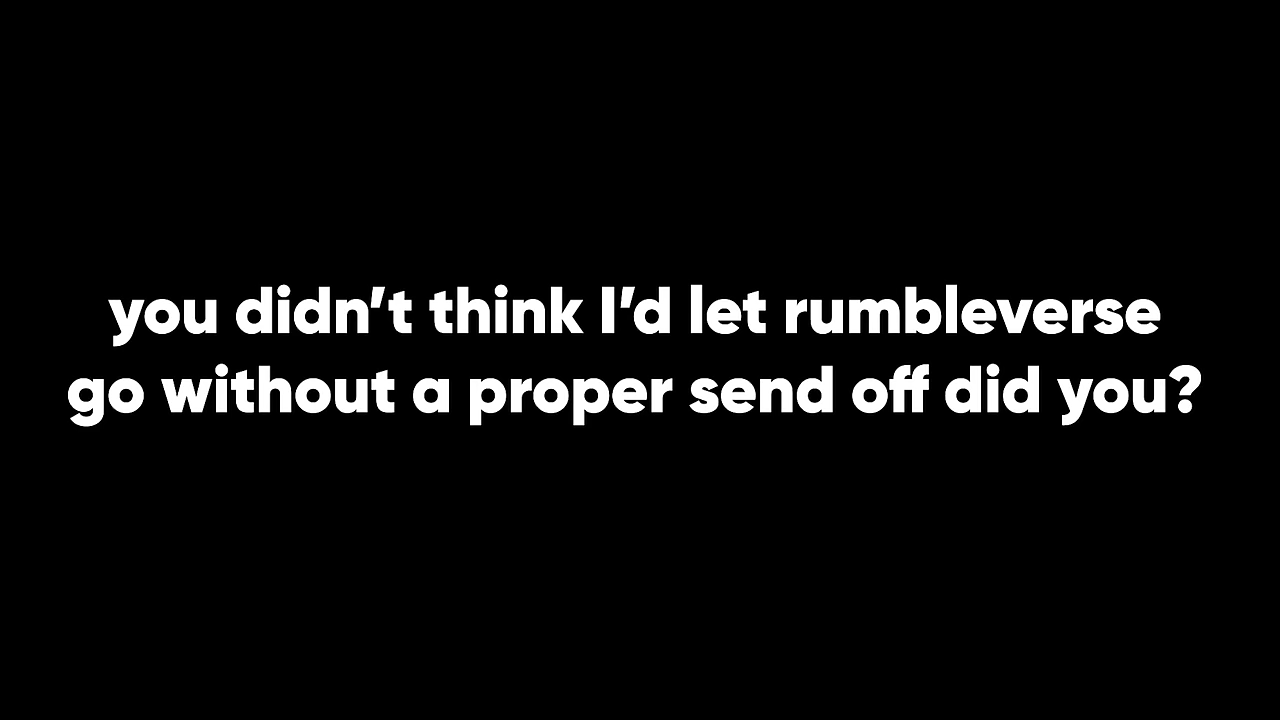 you didn’t think I’d let rumbleverse
go without a proper send off did you?